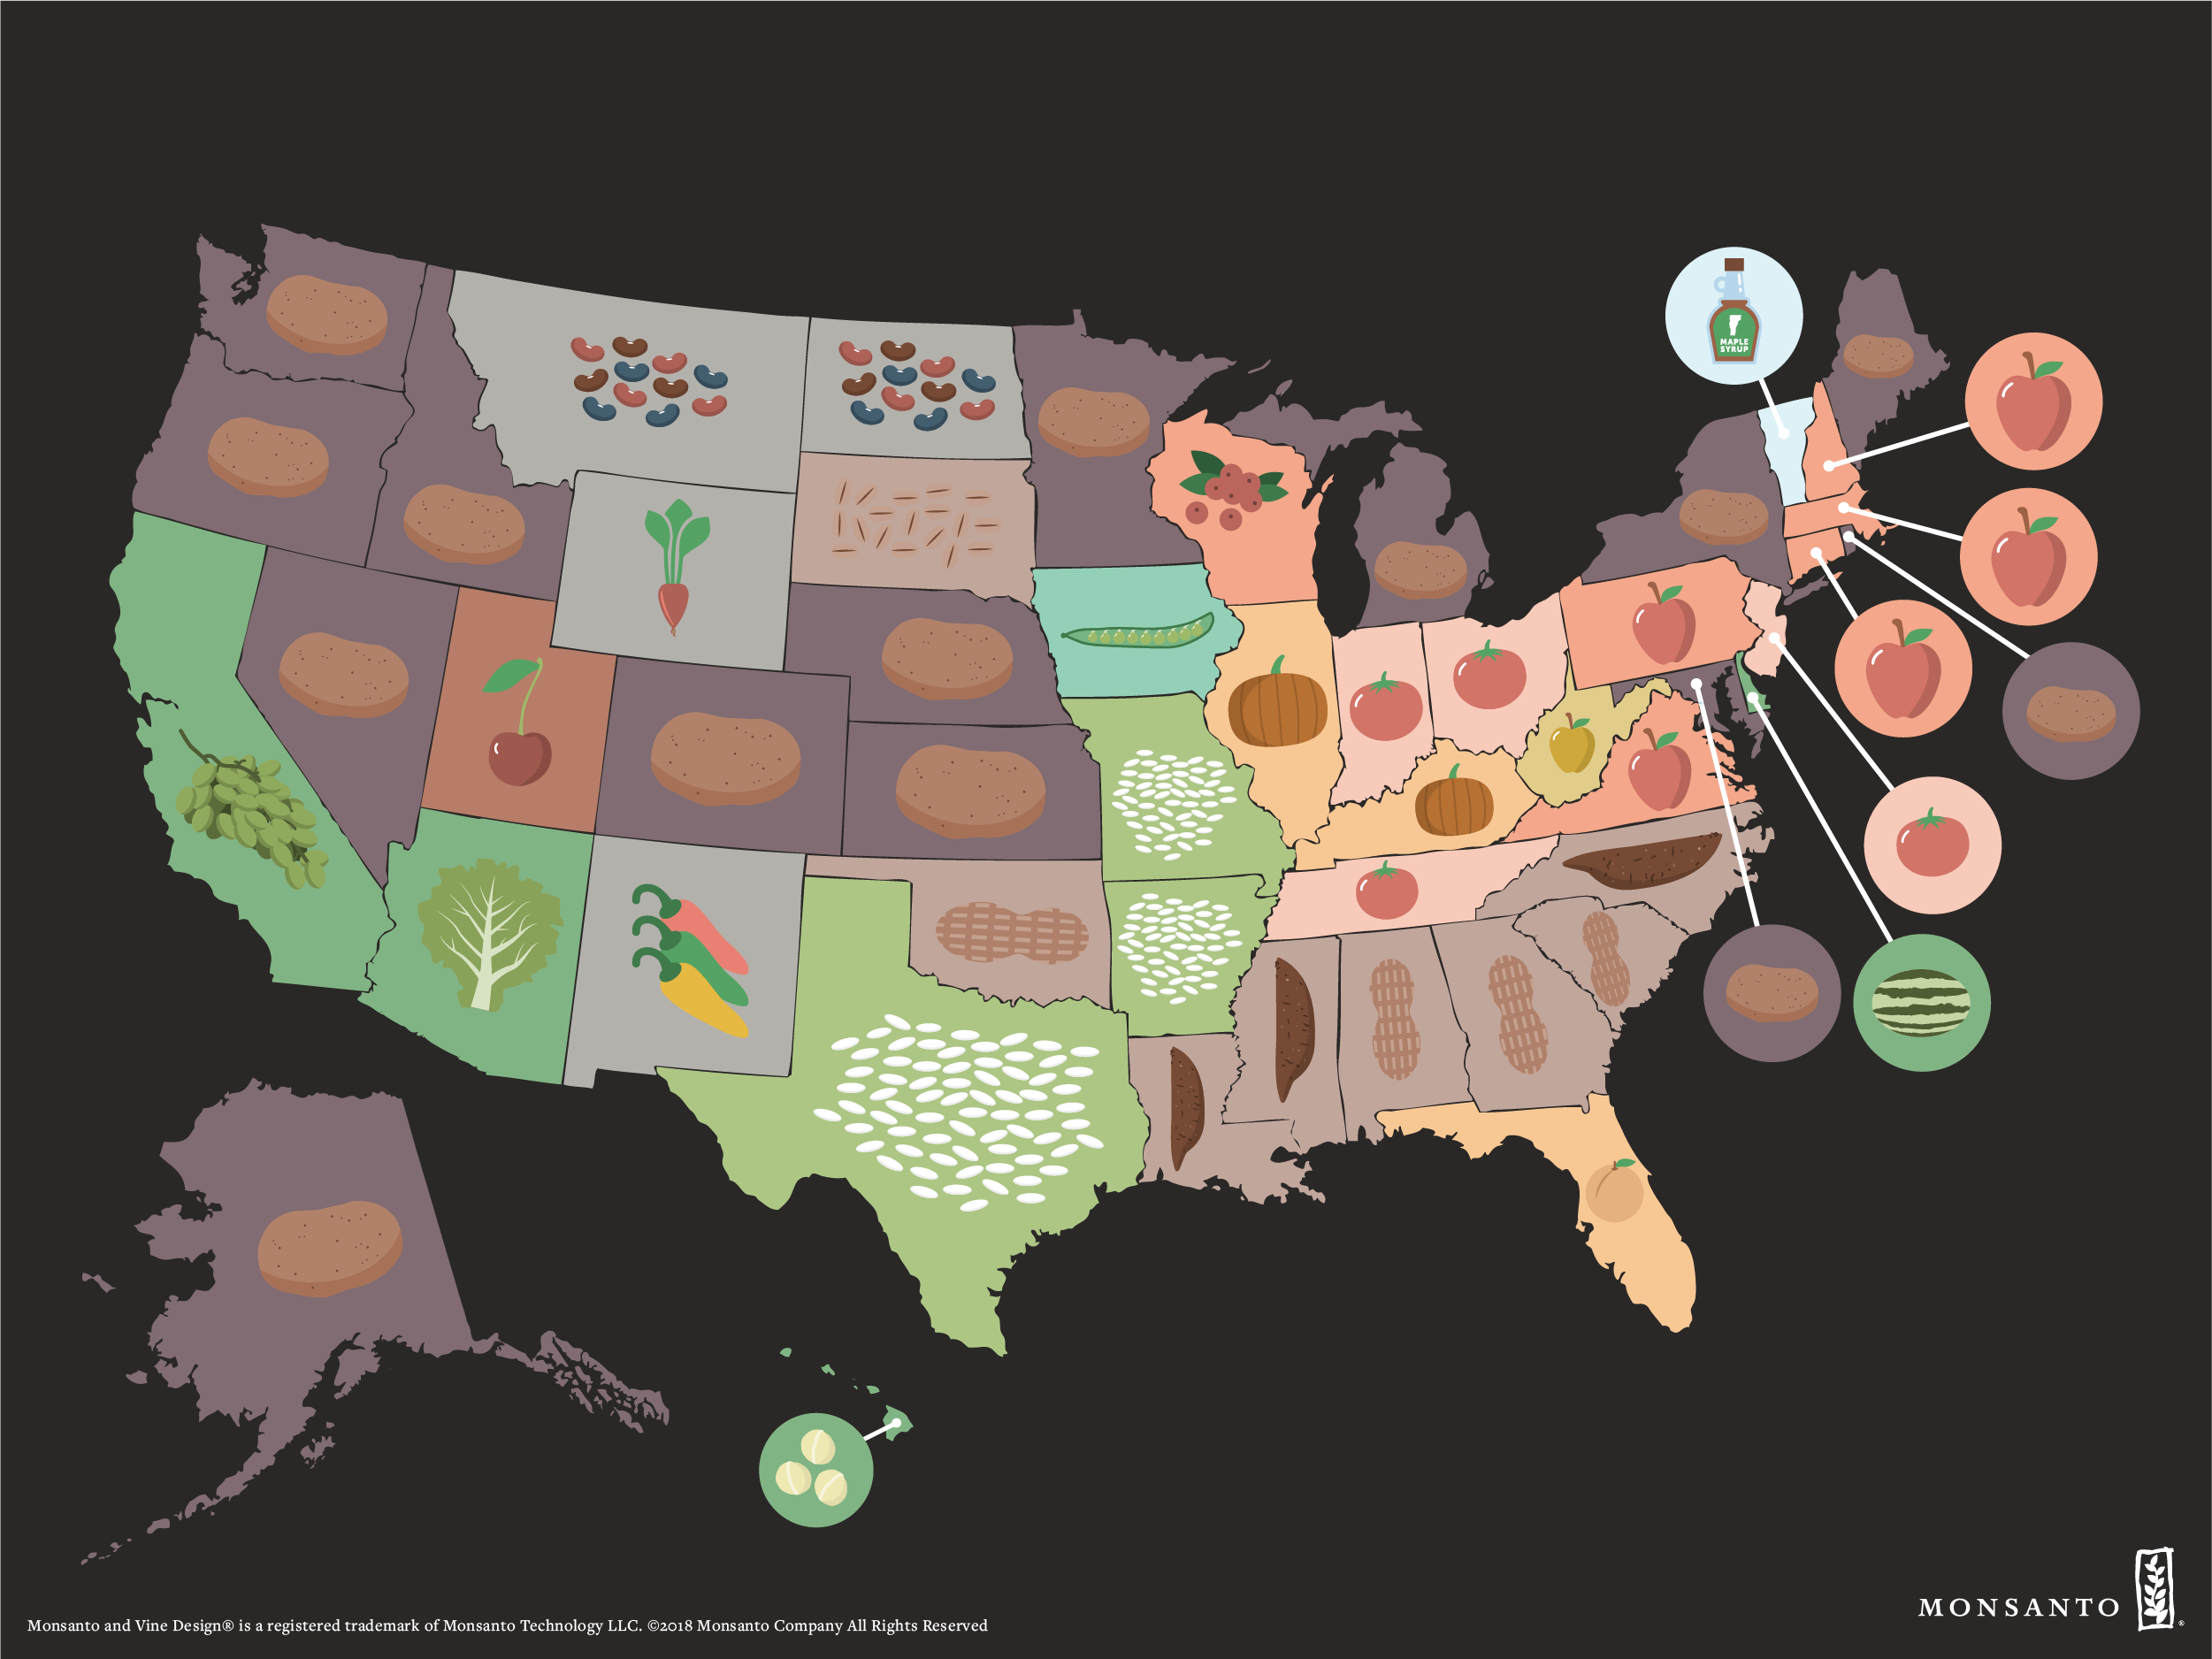 MAPLE
SYRUP
MONSANTO
®
Monsanto and Vine Design® is a registered trademark of Monsanto Technology LLC. ©2018 Monsanto Company All Rights Reserved